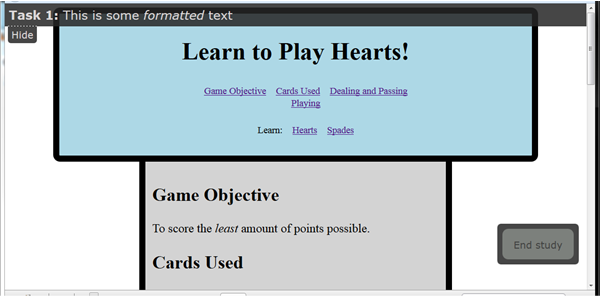 Task 1: This is some formatted text
Hide
Learn to Play Hearts!
Game Objective Cards Used Dealing and Passing
Playing
Learn: Hearts Spades
Game Objective
To score the least amount of points possible.
Cards Used
End study